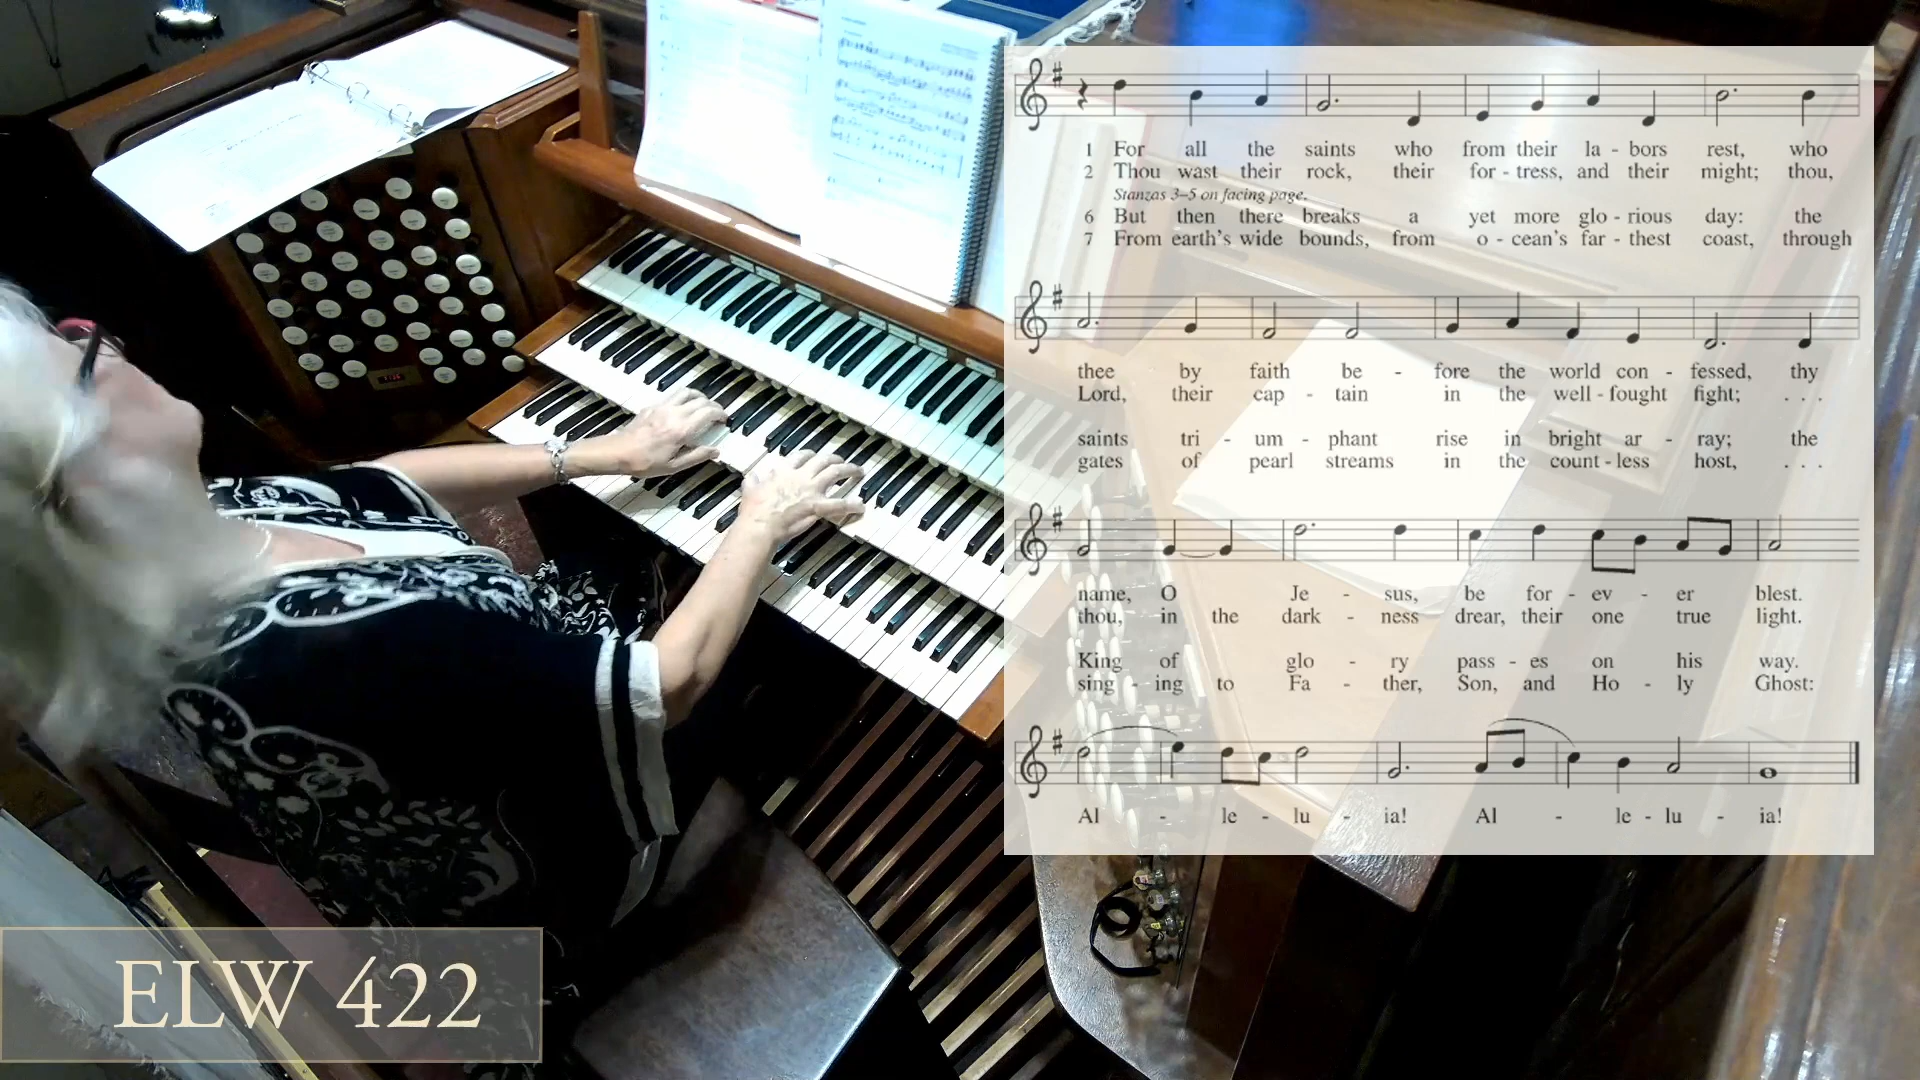 1 For all the saints who from their la - bors rest, who
2 Thou wast their rock, their for - tress, and their might; thou,
Stanzas 3–5 on facing page.
6 But then there breaks a yet more glo - rious day: the
7 From earth's wide bounds, from o - cean's far - thest coast, through
thee by faith be - fore the world con - fessed, thy
Lord, their cap - tain in the well - fought fight; . . .
saints tri - um - phant rise in bright ar - ray; the
gates of pearl streams in the count - less host, . . .
name, O Je - sus, be for - ev - er blest.
thou, in the dark - ness drear, their one true light.
King of glo - ry pass - es on his way.
sing - ing to Fa - ther, Son, and Ho - ly Ghost:
Al - le - lu - ia! Al - le - lu - ia!
ELW 422